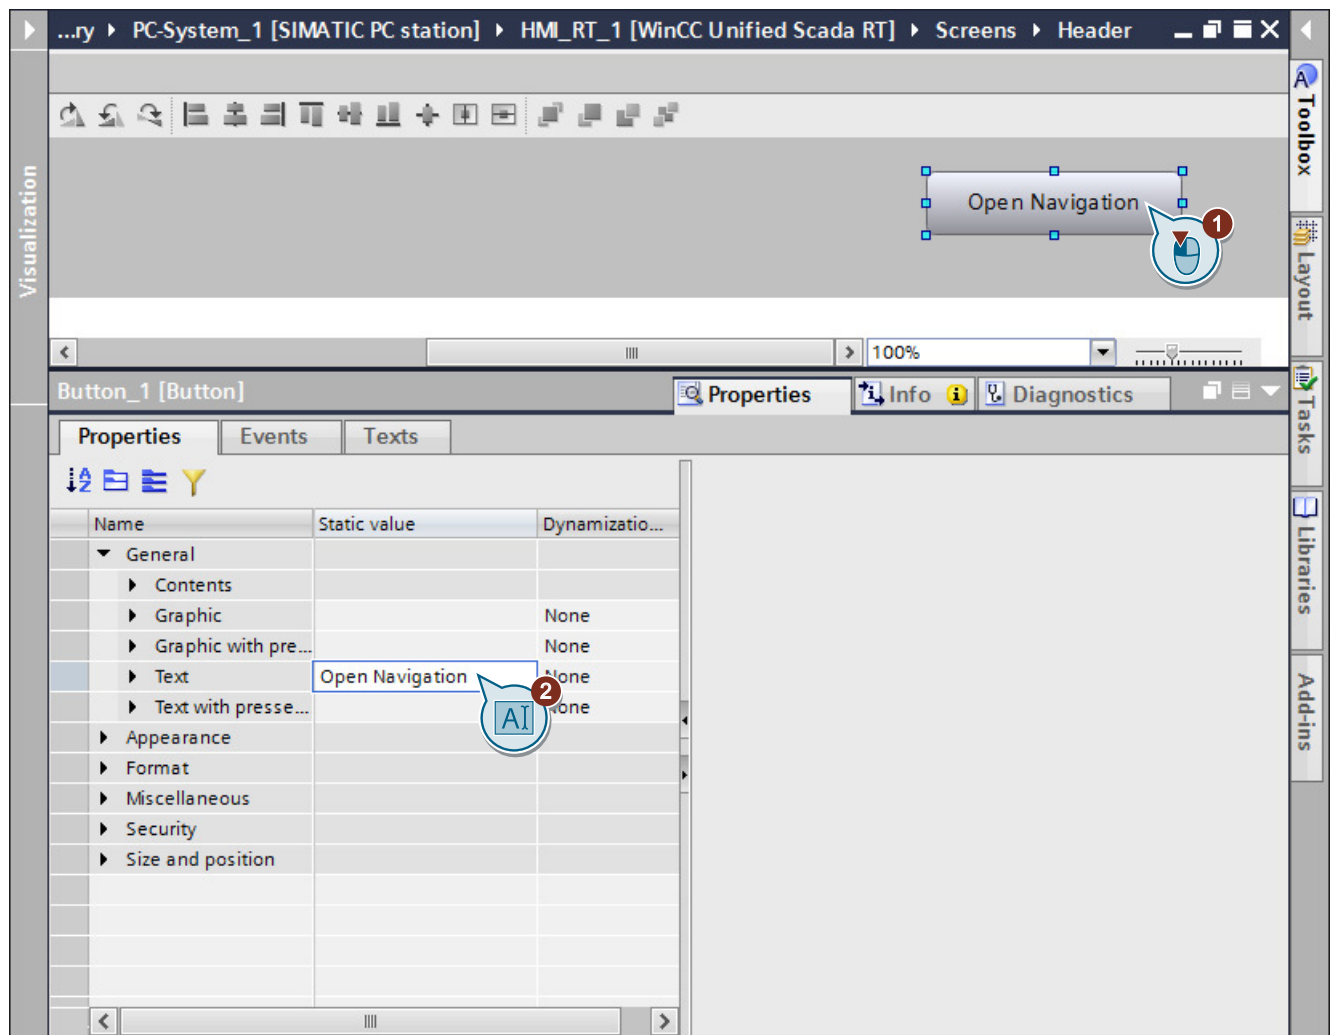 ...ry PC-System_1 [SIMATIC PC station] HMI_RT_1 [WinCC Unified Scada RT] Screens Header
Toolbox
Layout
Tasks
Libraries
Add-ins
Visualization
Open Navigation
1
100%
Button_1 [Button]
Properties
Info
Diagnostics
Properties
Events
Texts
Name Static value Dynamizatio...
General
Contents
Graphic None
Graphic with pre... None
Text Open Navigation None
2
AI
Text with presse... None
Appearance
Format
Miscellaneous
Security
Size and position